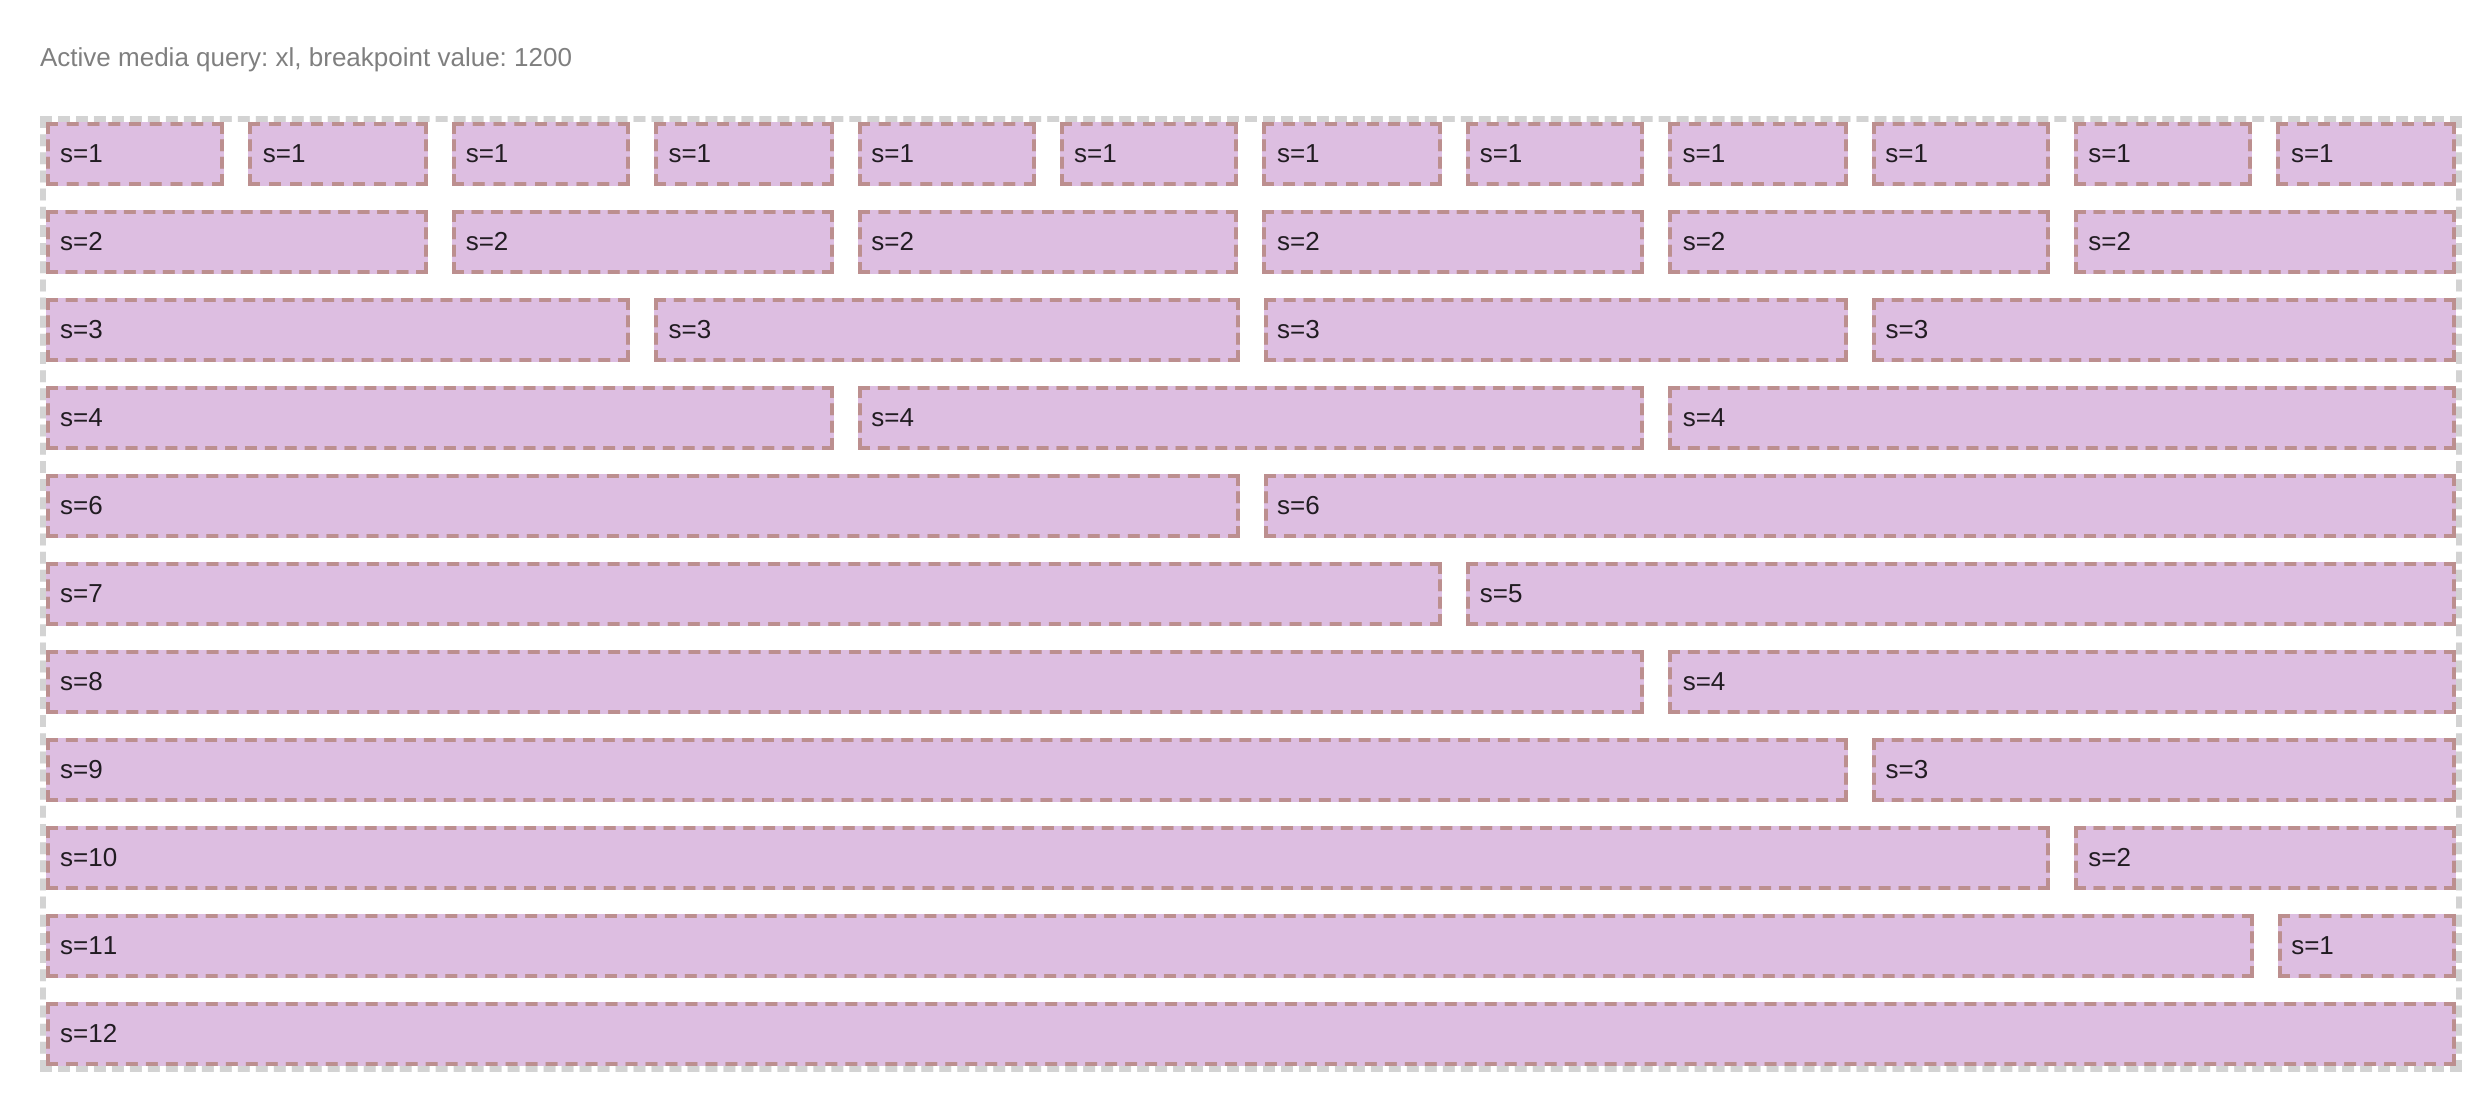 Active media query: xl, breakpoint value: 1200
s=1 s=1 s=1 s=1 s=1 s=1 s=1 s=1 s=1 s=1 s=1 s=1
s=2 s=2 s=2 s=2 s=2 s=2
s=3 s=3 s=3 s=3
s=4 s=4 s=4
s=6 s=6
s=7 s=5
s=8 s=4
s=9 s=3
s=10 s=2
s=11 s=1
s=12